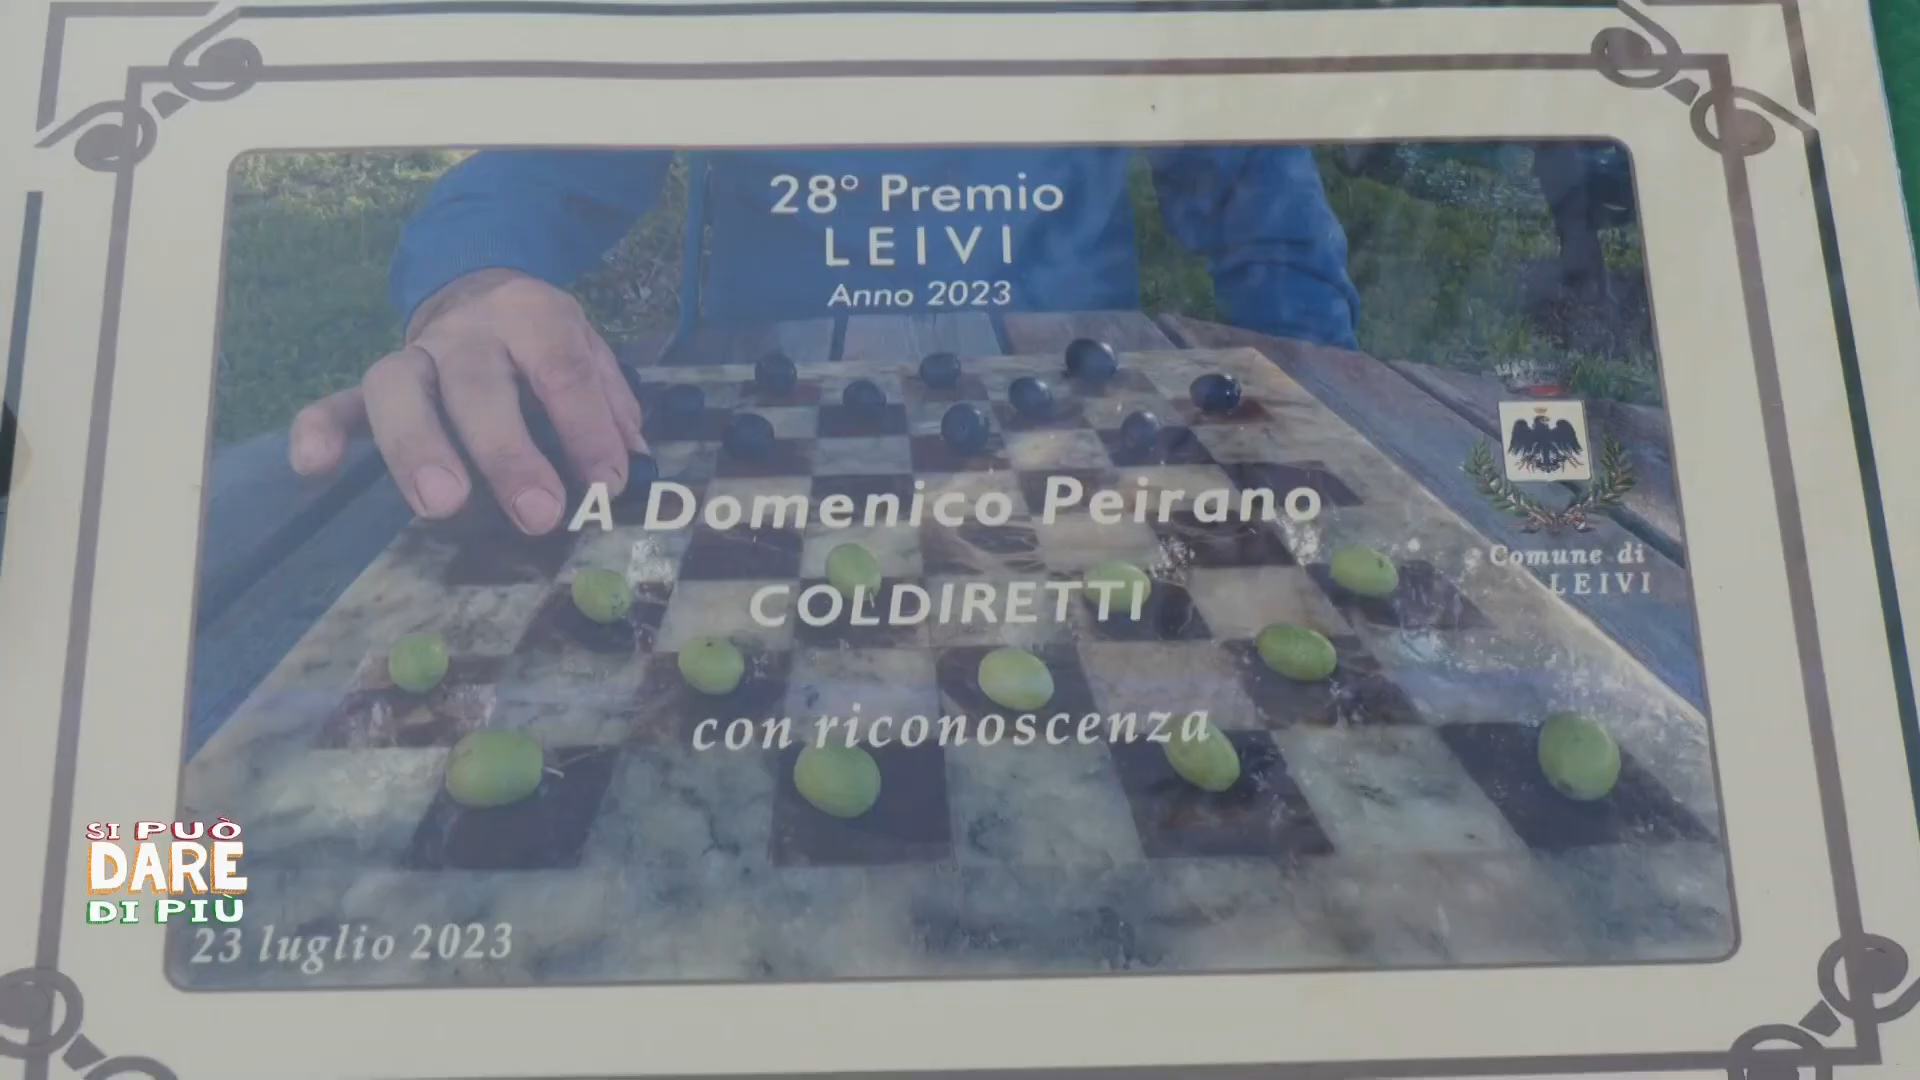 28° Premio
LEIVI
Anno 2023
A Domenico Peirano
COLDIRETTI
con riconoscenza
Comune di
LEIVI
SI PUÒ
DARE
DI PIÙ
23 luglio 2023